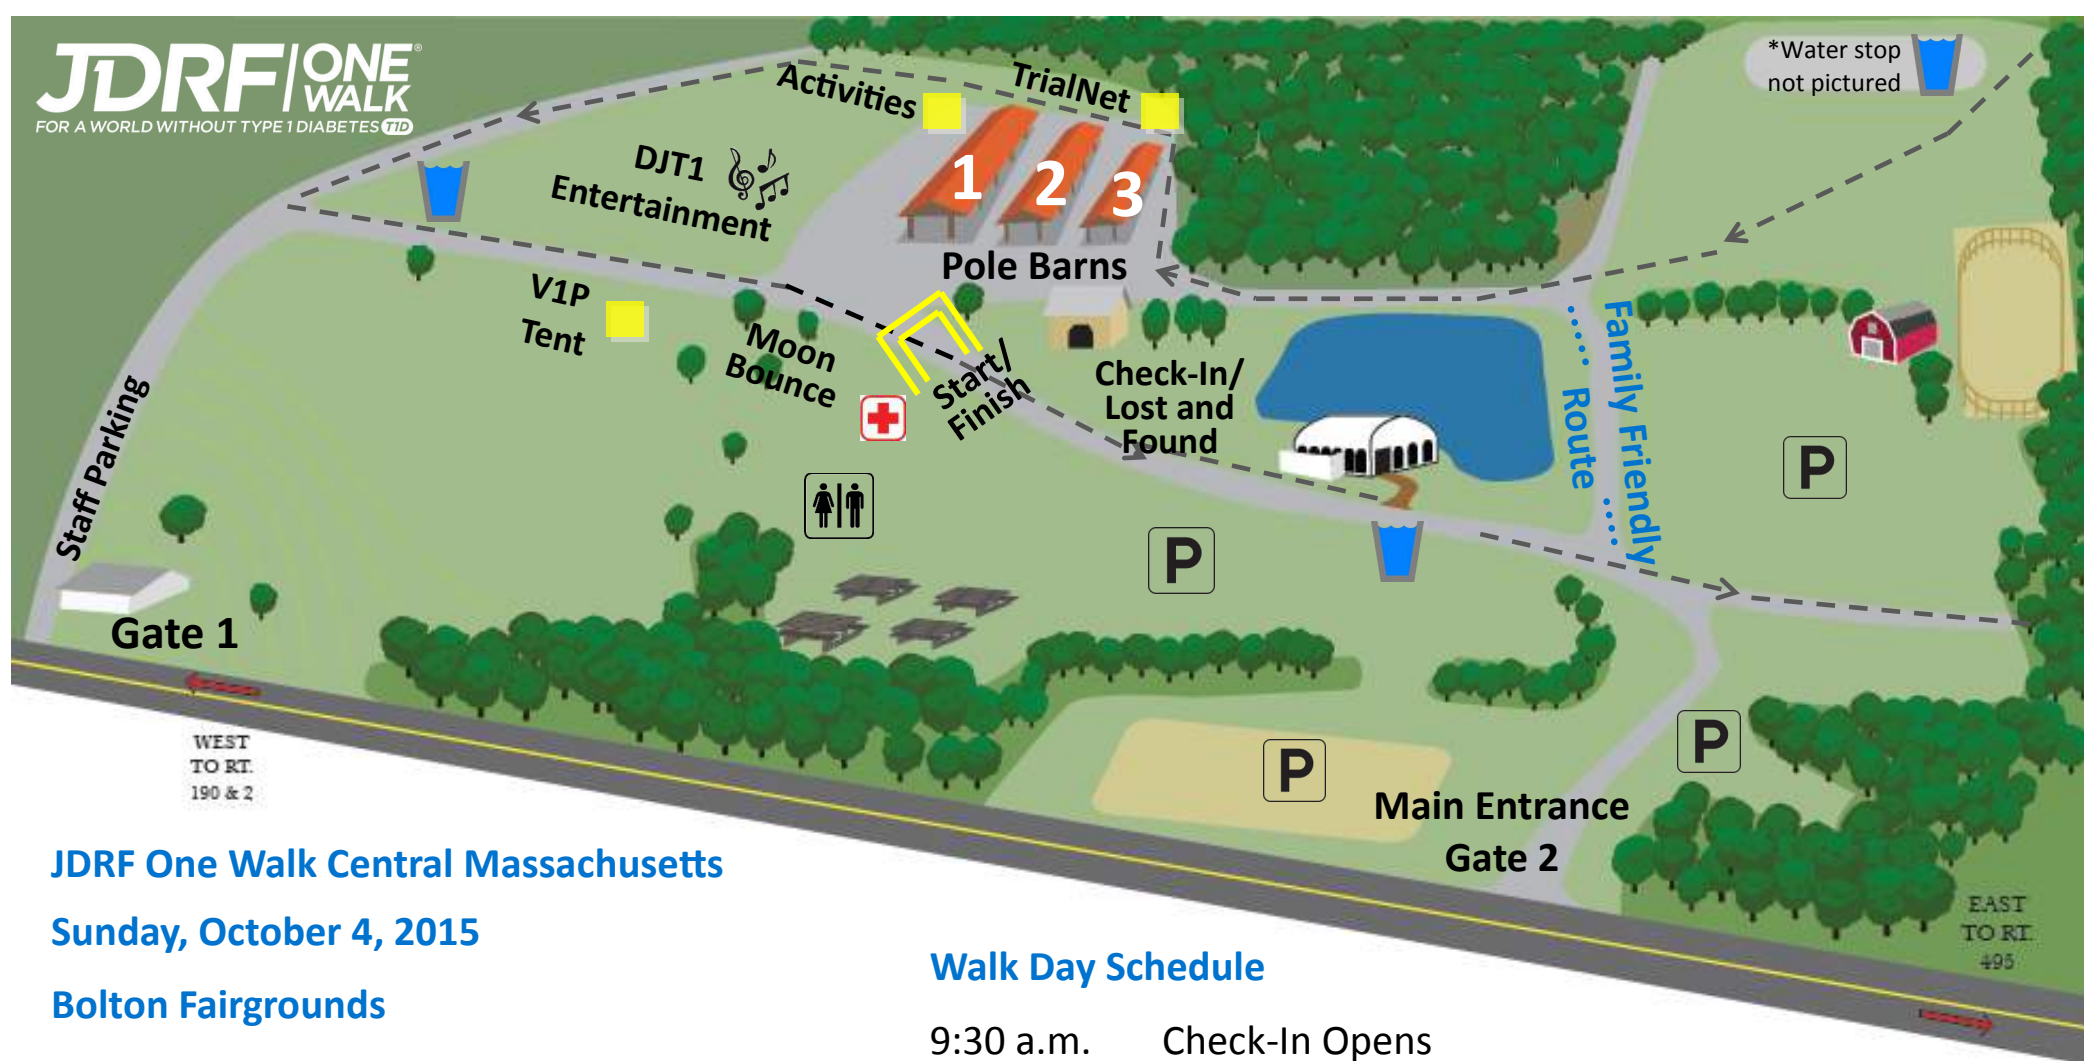 JDRF ONE WALK®
FOR A WORLD WITHOUT TYPE 1 DIABETES T1D
*Water stop
not pictured
Activities
TrialNet
DJT1
Entertainment
1
2
3
Pole Barns
V1P
Tent
Moon
Bounce
Start/
Finish
Check-In/
Lost and
Found
Family Friendly
..... Route ....
Staff Parking
P
P
P
P
Gate 1
Main Entrance
Gate 2
WEST
TO RT.
190 & 2
EAST
TO RT.
495
JDRF One Walk Central Massachusetts
Sunday, October 4, 2015
Bolton Fairgrounds
Walk Day Schedule
9:30 a.m. Check-In Opens